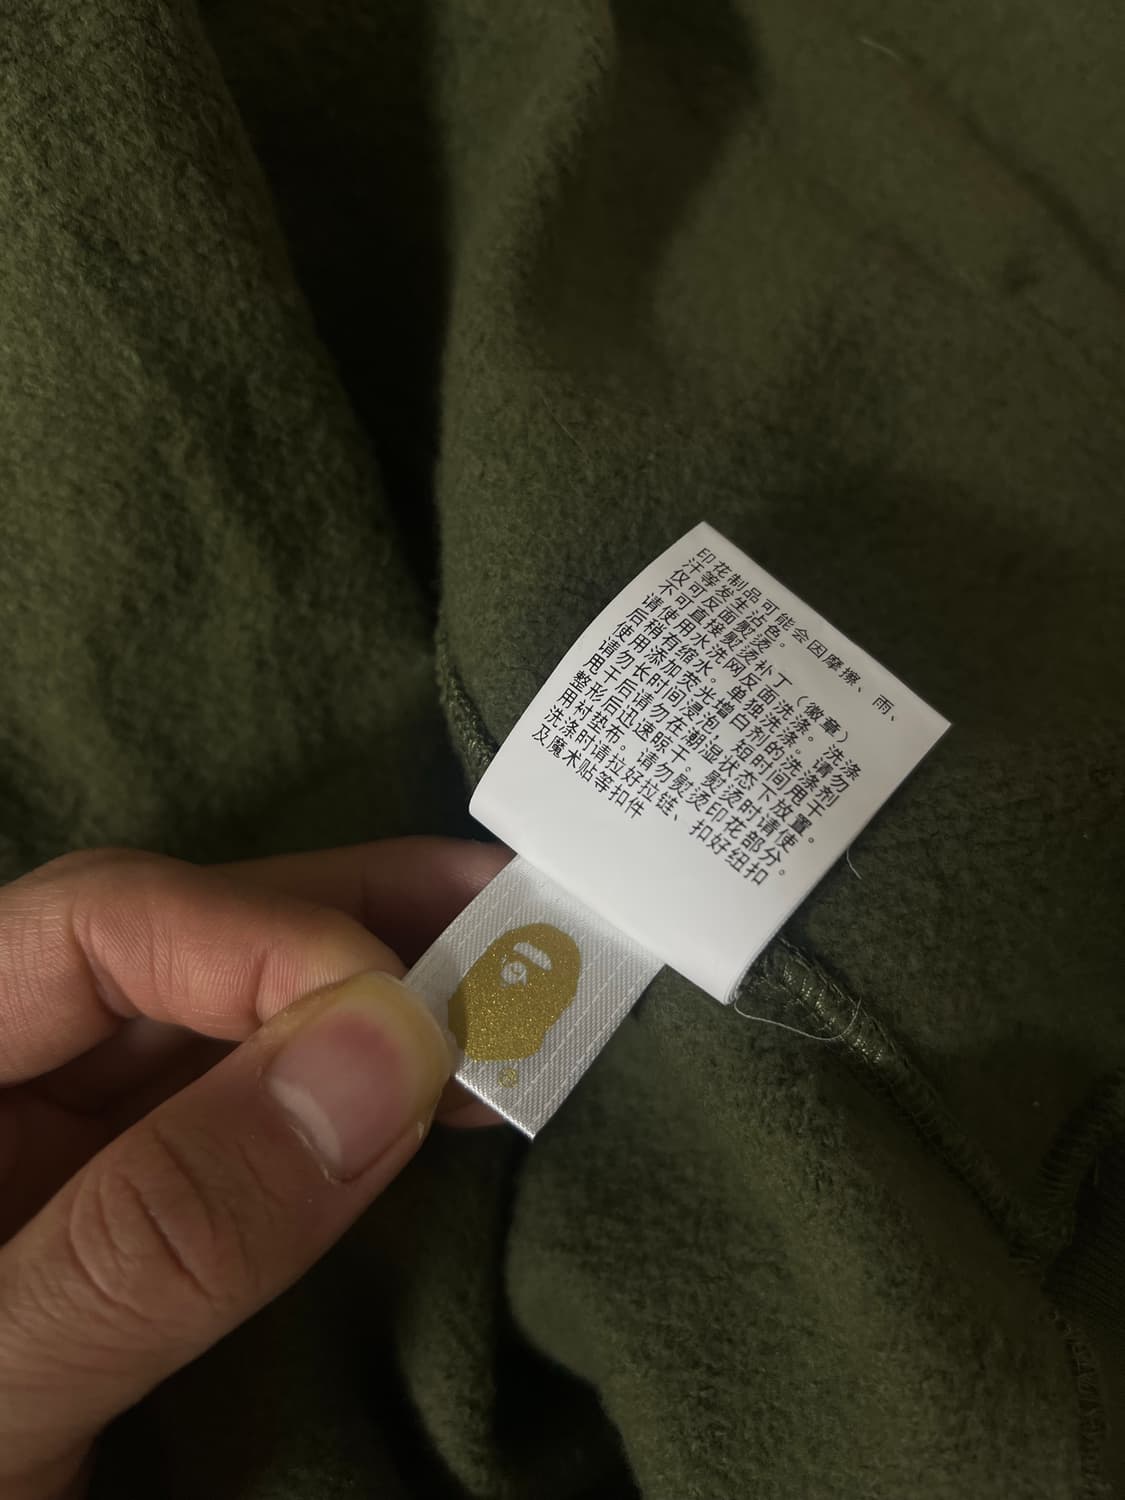 印花制品可能会因摩擦、雨、
汗等发生沾色。
仅可反面熨烫。
不可直接熨烫补丁（徽章）
请使用水洗网反面洗涤。洗涤
后稍有缩水。单独洗涤。请勿
使用添加荧光增白剂的洗涤剂
请勿长时间浸泡，短时间甩干
甩干后请勿在朝湿状态下放置。
整形后迅速晾干。熨烫时请使
用衬垫布。请勿熨烫印花部分。
洗涤时请拉好拉链、扣好纽扣
及魔术贴等扣件